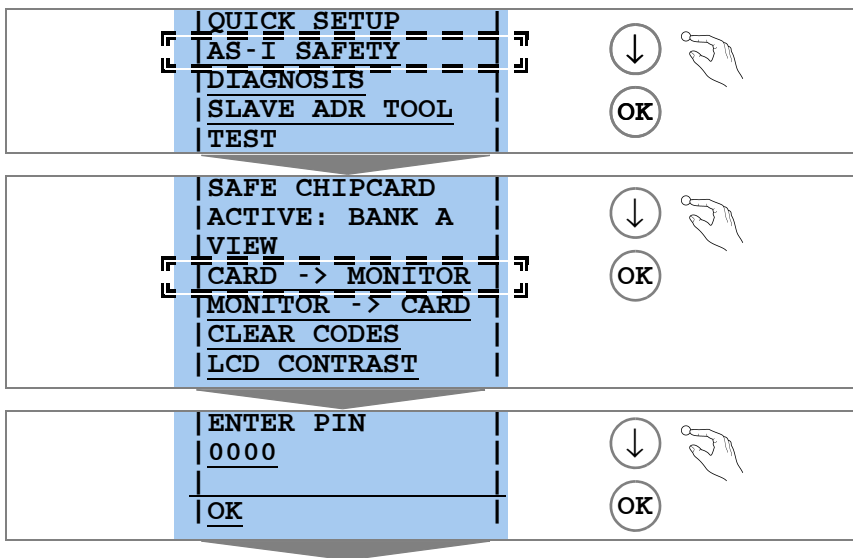 QUICK SETUP
AS-I SAFETY
DIAGNOSIS
SLAVE ADR TOOL
TEST
↓
OK
SAFE CHIPCARD
ACTIVE: BANK A
VIEW
CARD -> MONITOR
MONITOR -> CARD
CLEAR CODES
LCD CONTRAST
↓
OK
ENTER PIN
0000
OK
↓
OK